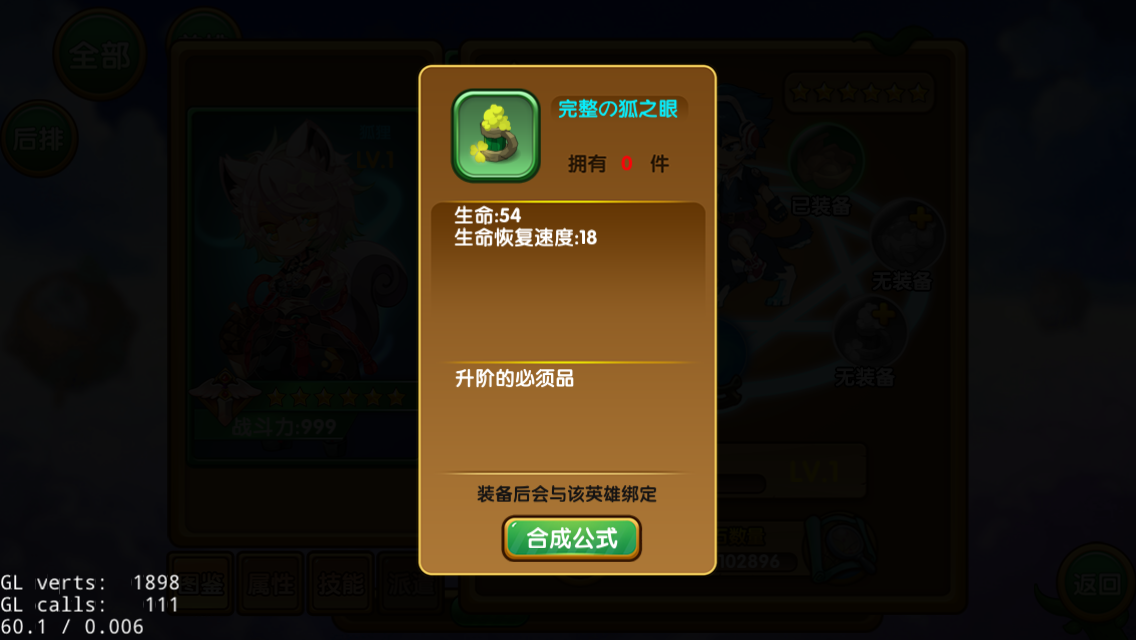 全部
后排
LV.1
战斗力:999
完整の狐之眼
拥有 0 件
生命:54
生命恢复速度:18
升阶的必须品
装备后会与该英雄绑定
合成公式
已装备
无装备
无装备
LV.1
102896
图鉴
属性
技能
返回
GL verts: 1898
GL calls: 111
60.1 / 0.006